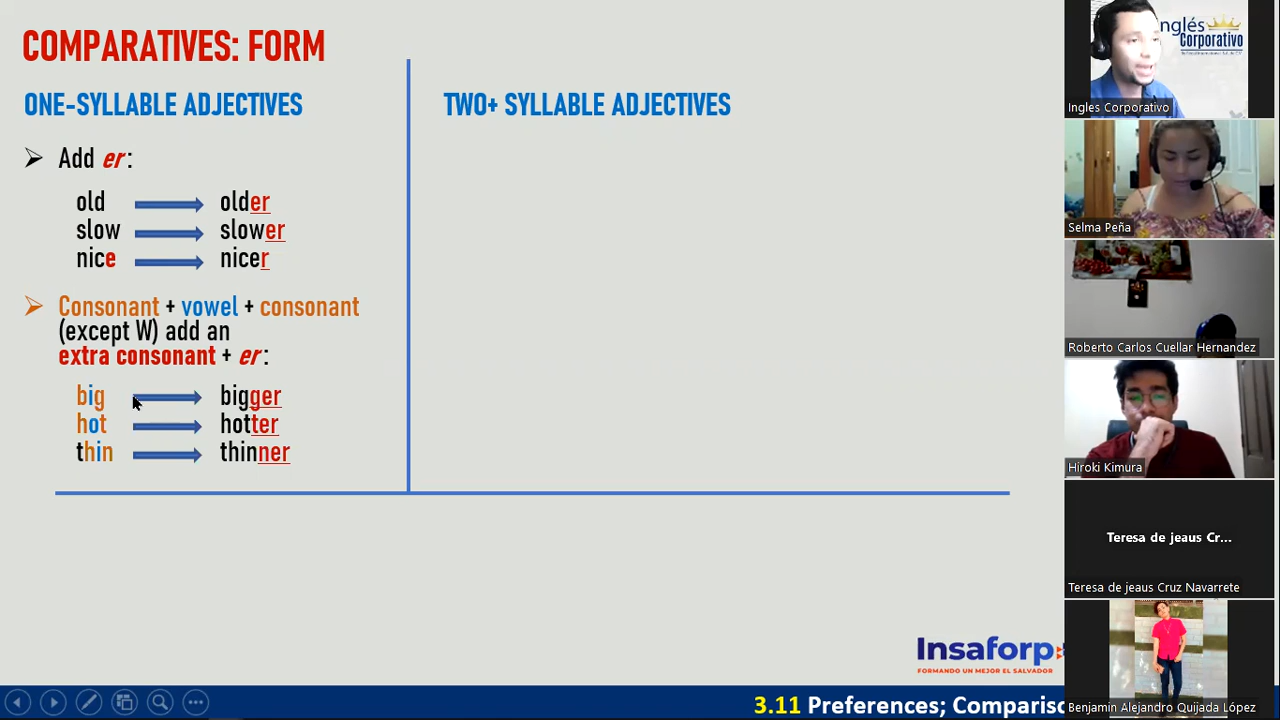 COMPARATIVES: FORM
ONE-SYLLABLE ADJECTIVES
Add er:
old older
slow slower
nice nicer
Consonant + vowel + consonant
(except W) add an
extra consonant + er:
big bigger
hot hotter
thin thinner
TWO+ SYLLABLE ADJECTIVES
Insaforp
FORMANDO UN MEJOR EL SALVADOR
3.11 Preferences; Comparisc
nglés
Corporativo
Ingles Corporativo
Selma Peña
Roberto Carlos Cuellar Hernandez
Hiroki Kimura
Teresa de jeaus Cr...
Teresa de jeaus Cruz Navarrete
Benjamin Alejandro Quijada López